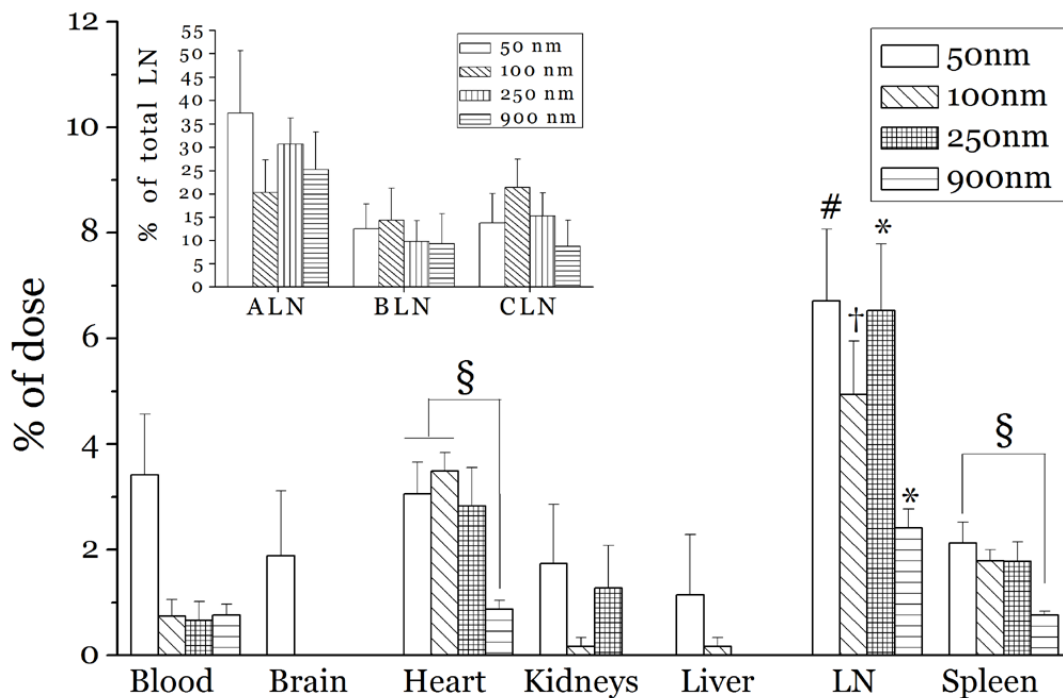 12
10
8
6
4
2
0
% of dose
Blood
Brain
Heart
Kidneys
Liver
LN
Spleen
50nm
100nm
250nm
900nm
§
#
†
*
*
§
% of total LN
55
50
45
40
35
30
25
20
15
10
5
0
ALN
BLN
CLN
50 nm
100 nm
250 nm
900 nm